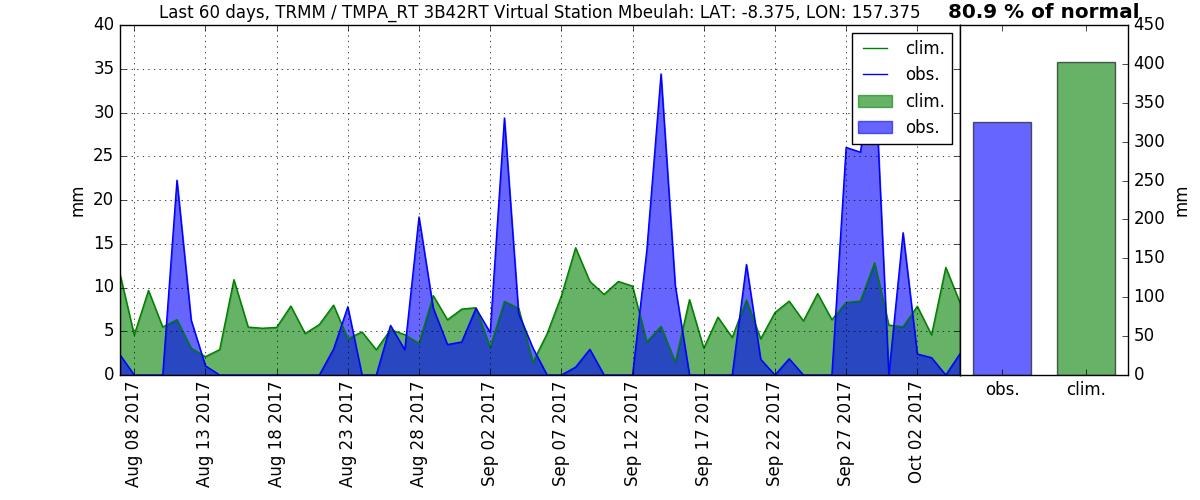 Last 60 days, TRMM / TMPA_RT 3B42RT Virtual Station Mbeulah: LAT: -8.375, LON: 157.375
80.9 % of normal
40
35
30
25
20
15
10
5
0
mm
clim.
obs.
clim.
obs.
Aug 08 2017
Aug 13 2017
Aug 18 2017
Aug 23 2017
Aug 28 2017
Sep 02 2017
Sep 07 2017
Sep 12 2017
Sep 17 2017
Sep 22 2017
Sep 27 2017
Oct 02 2017
450
400
350
300
250
200
150
100
50
0
mm
obs.
clim.